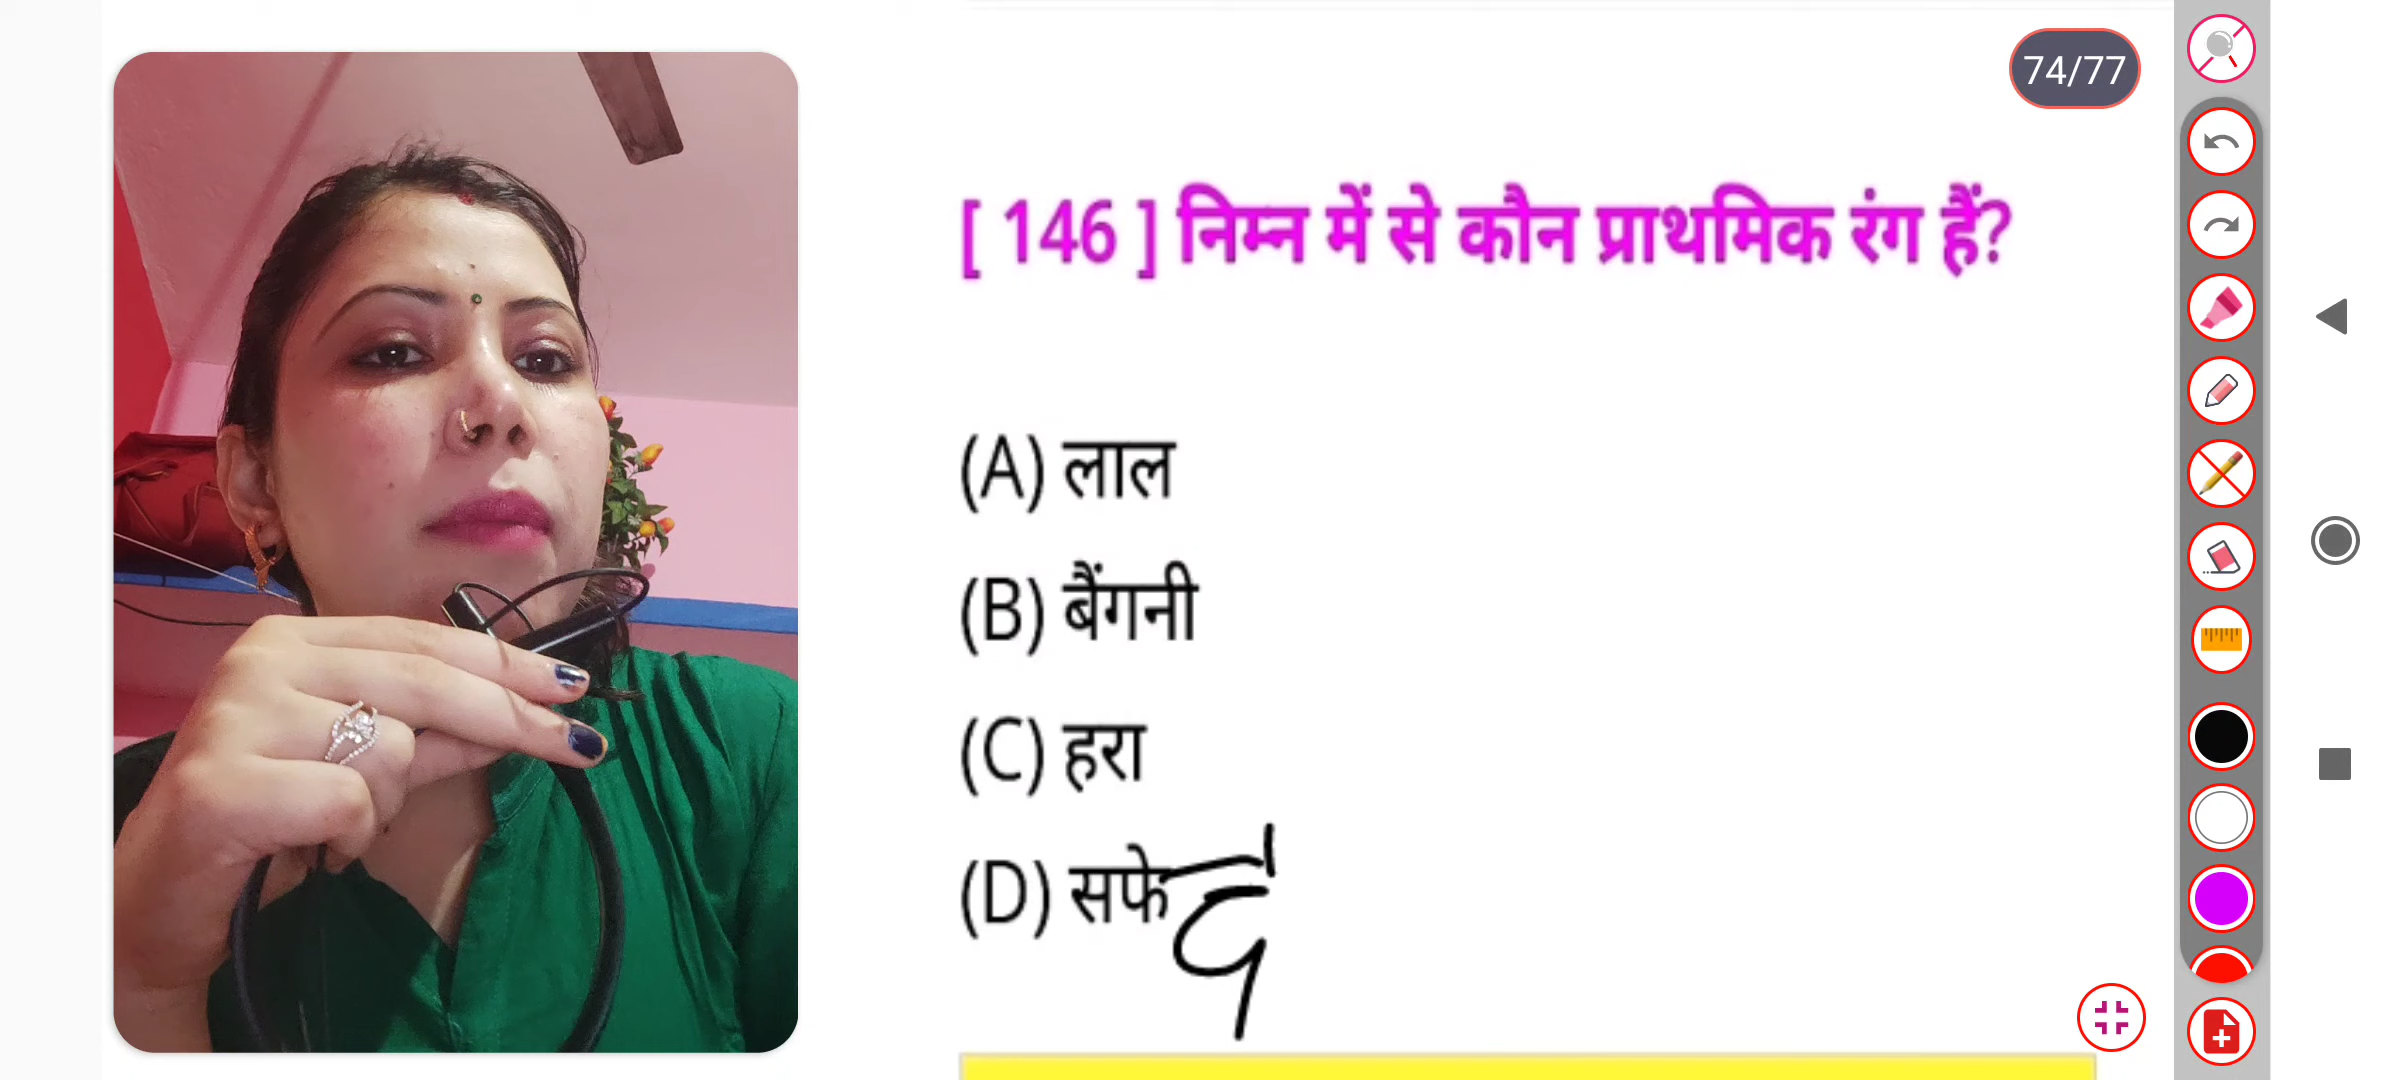 74/77
[ 146 ] निम्न में से कौन प्राथमिक रंग हैं?
(A) लाल
(B) बैंगनी
(C) हरा
(D) सफेद